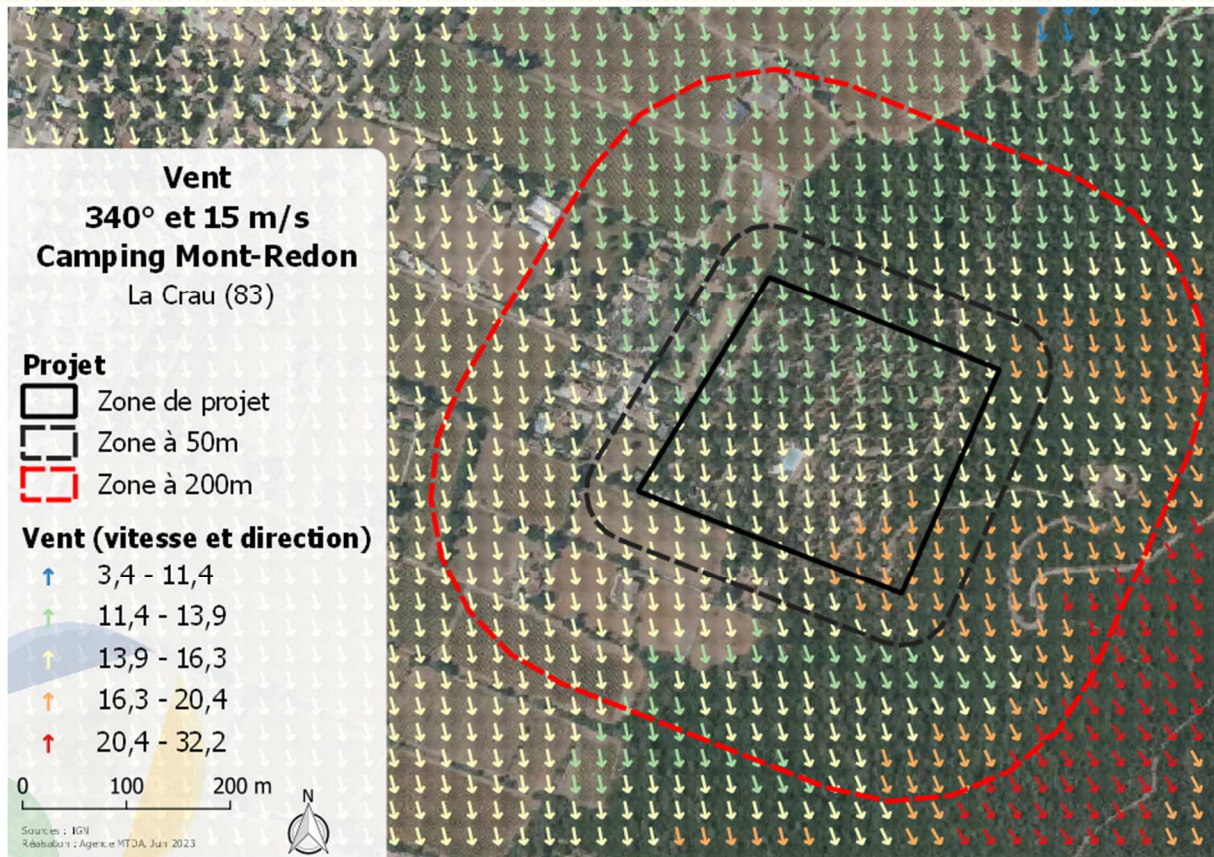 Vent
340° et 15 m/s
Camping Mont-Redon
La Crau (83)
Projet
Zone de projet
Zone à 50m
Zone à 200m
Vent (vitesse et direction)
3,4 - 11,4
11,4 - 13,9
13,9 - 16,3
16,3 - 20,4
20,4 - 32,2
0 100 200 m
N
Sources : IGN
Réalisation : Agence MTDA, Juin 2023